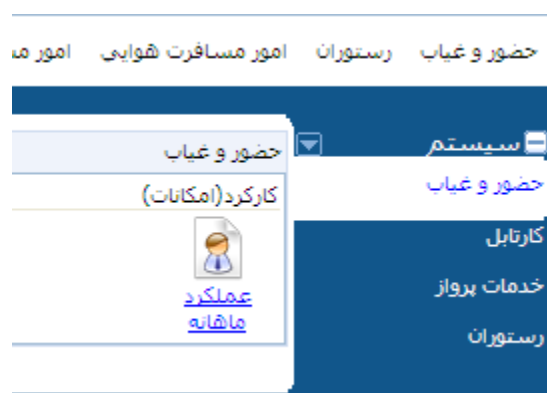 حضور و غیاب رستوران امور مسافرت هوایی امور
سیستم
حضور و غیاب
کارتابل
خدمات پرواز
رستوران
حضور و غیاب
کارکرد(امکانات)
عملکرد
ماهانه